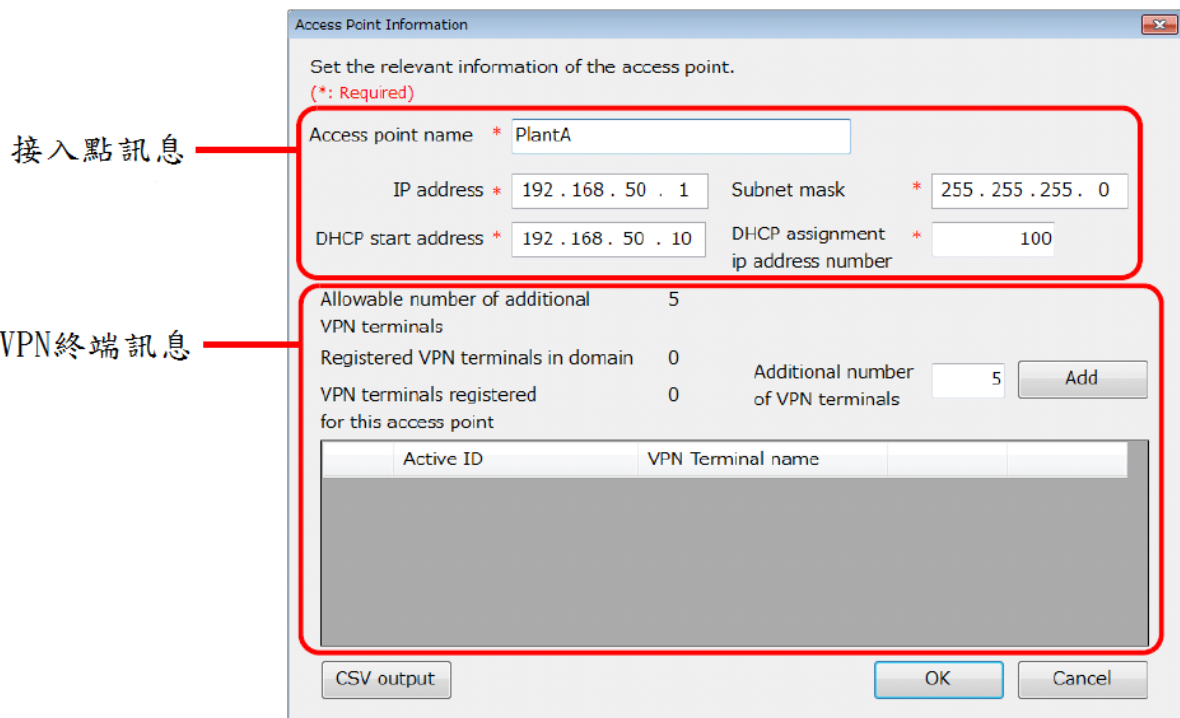 Access Point Information
Set the relevant information of the access point.
(*: Required)
接入點訊息
Access point name * PlantA
IP address * 192 . 168 . 50 . 1 Subnet mask * 255 . 255 . 255 . 0
DHCP start address * 192 . 168 . 50 . 10 DHCP assignment * 100
ip address number
VPN終端訊息
Allowable number of additional 5
VPN terminals
Registered VPN terminals in domain 0
Additional number 5 Add
of VPN terminals
VPN terminals registered 0
for this access point
Active ID VPN Terminal name
CSV output OK Cancel